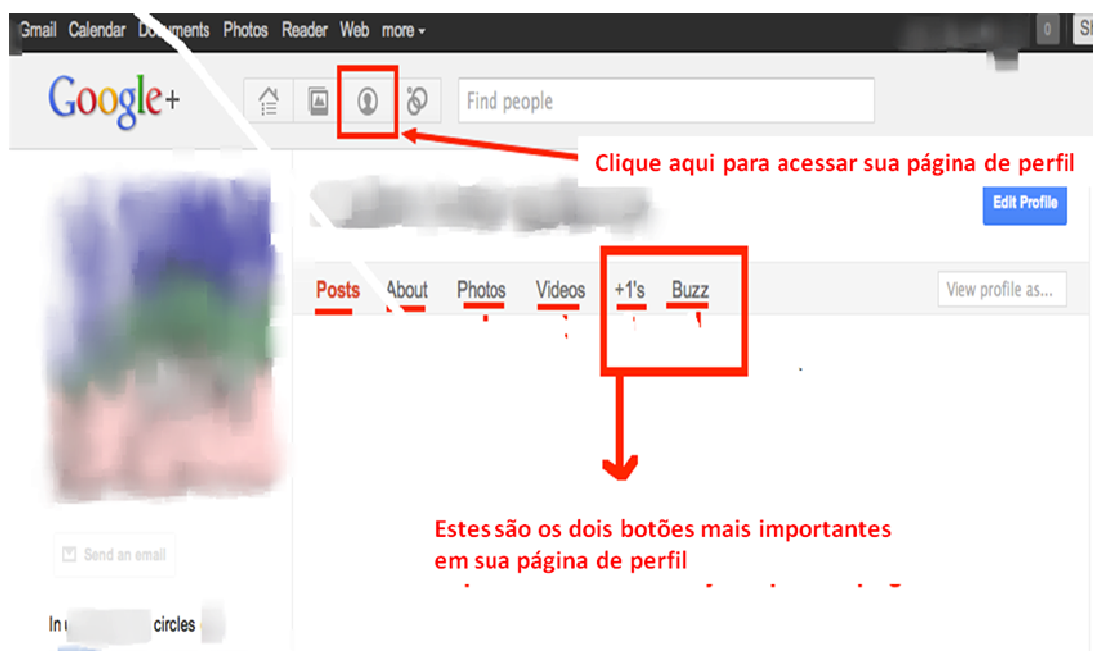 Gmail Calendar Documents Photos Reader Web more
0
Google+
Find people
Clique aqui para acessar sua página de perfil
Edit Profile
Posts About Photos Videos +1's Buzz
View profile as...
Estes são os dois botões mais importantes
em sua página de perfil
Send an email
In circles